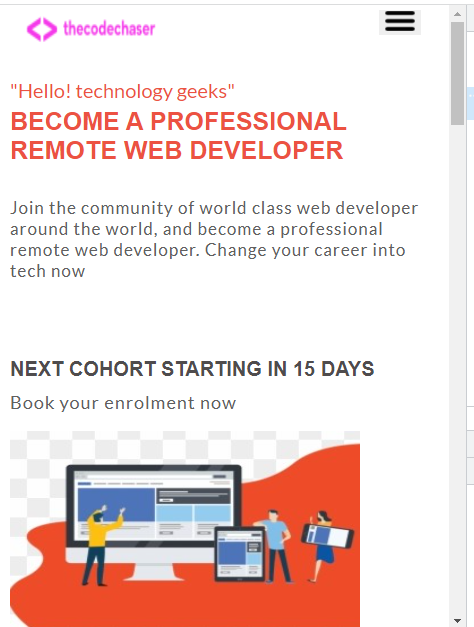 thecodechaser
"Hello! technology geeks"
BECOME A PROFESSIONAL
REMOTE WEB DEVELOPER
Join the community of world class web developer
around the world, and become a professional
remote web developer. Change your career into
tech now
NEXT COHORT STARTING IN 15 DAYS
Book your enrolment now